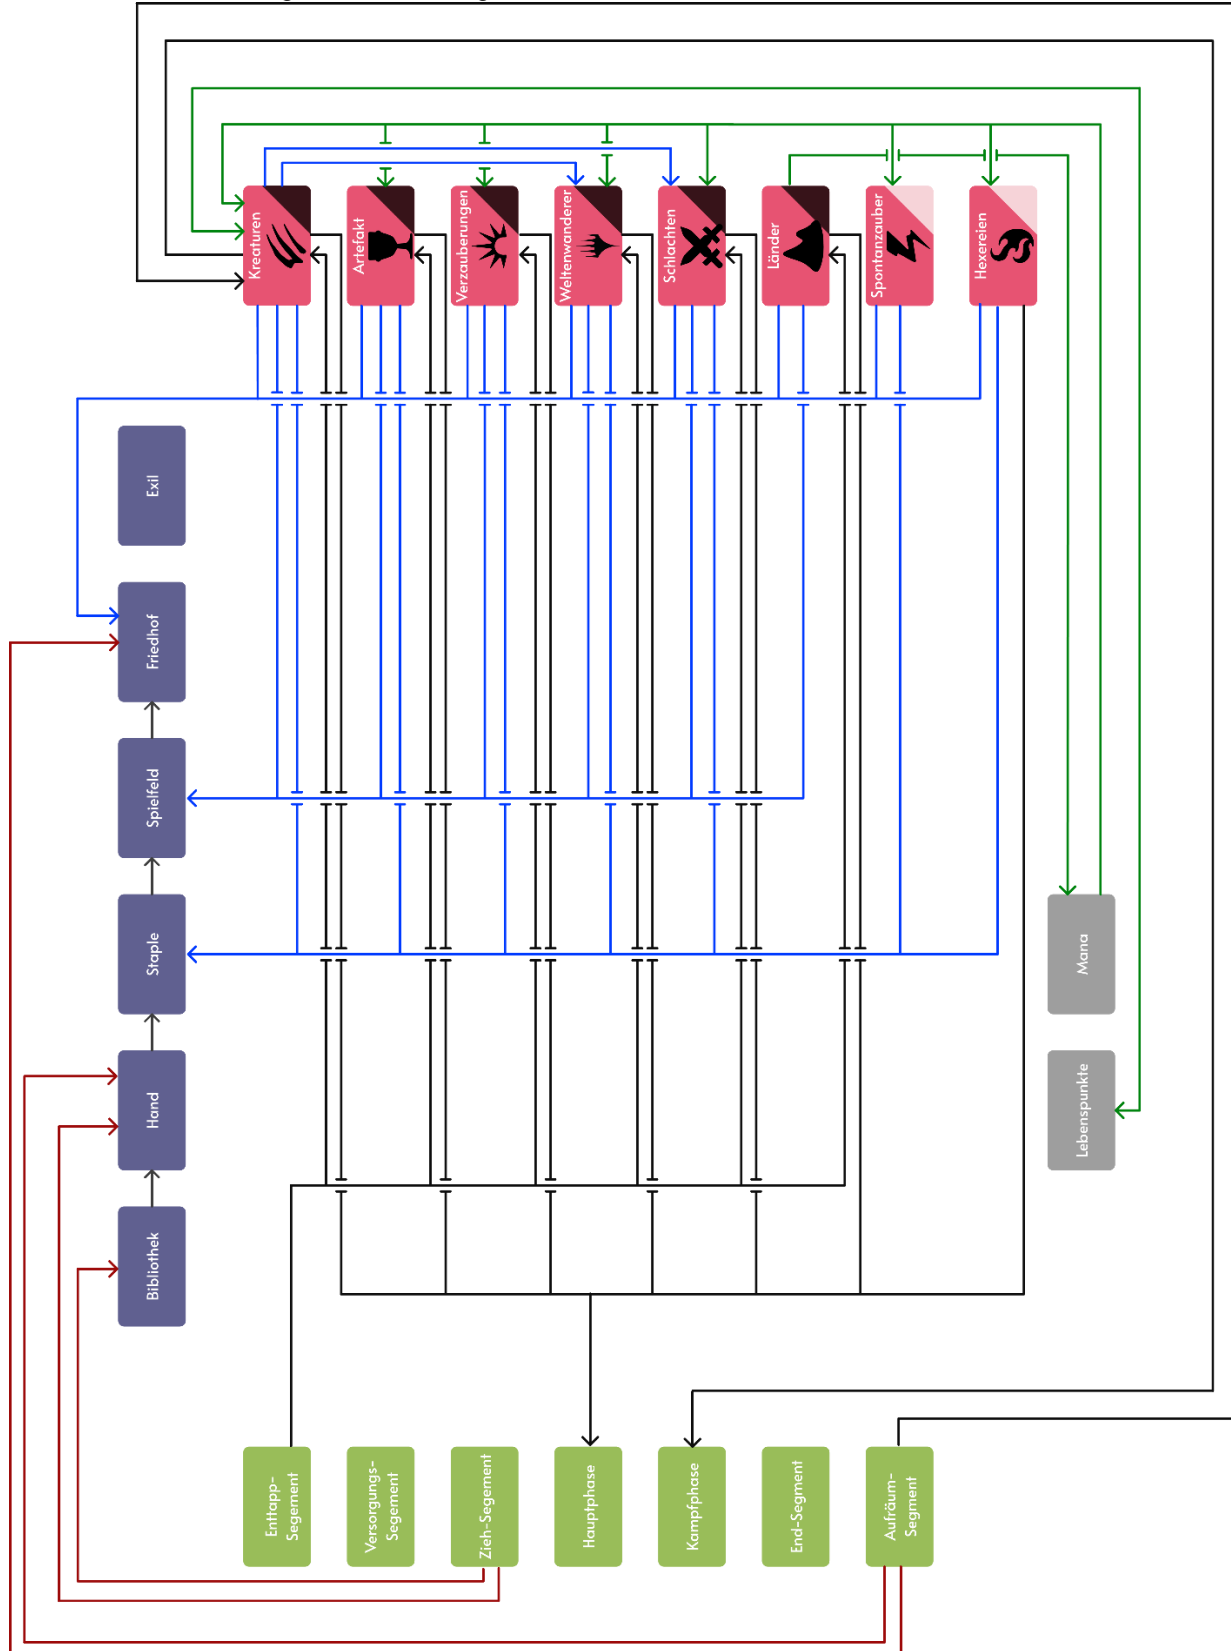 Kreaturen
Artefakt
Verzauberungen
Weltenwanderer
Schlachten
Länder
Spontanzauber
Hexereien
Exil
Friedhof
Spielfeld
Staple
Hand
Bibliothek
Mana
Lebenspunkte
Enttapp-
Segement
Versorgungs-
Segement
Zieh-Segement
Hauptphase
Kampfphase
End-Segment
Aufräum-
Segment